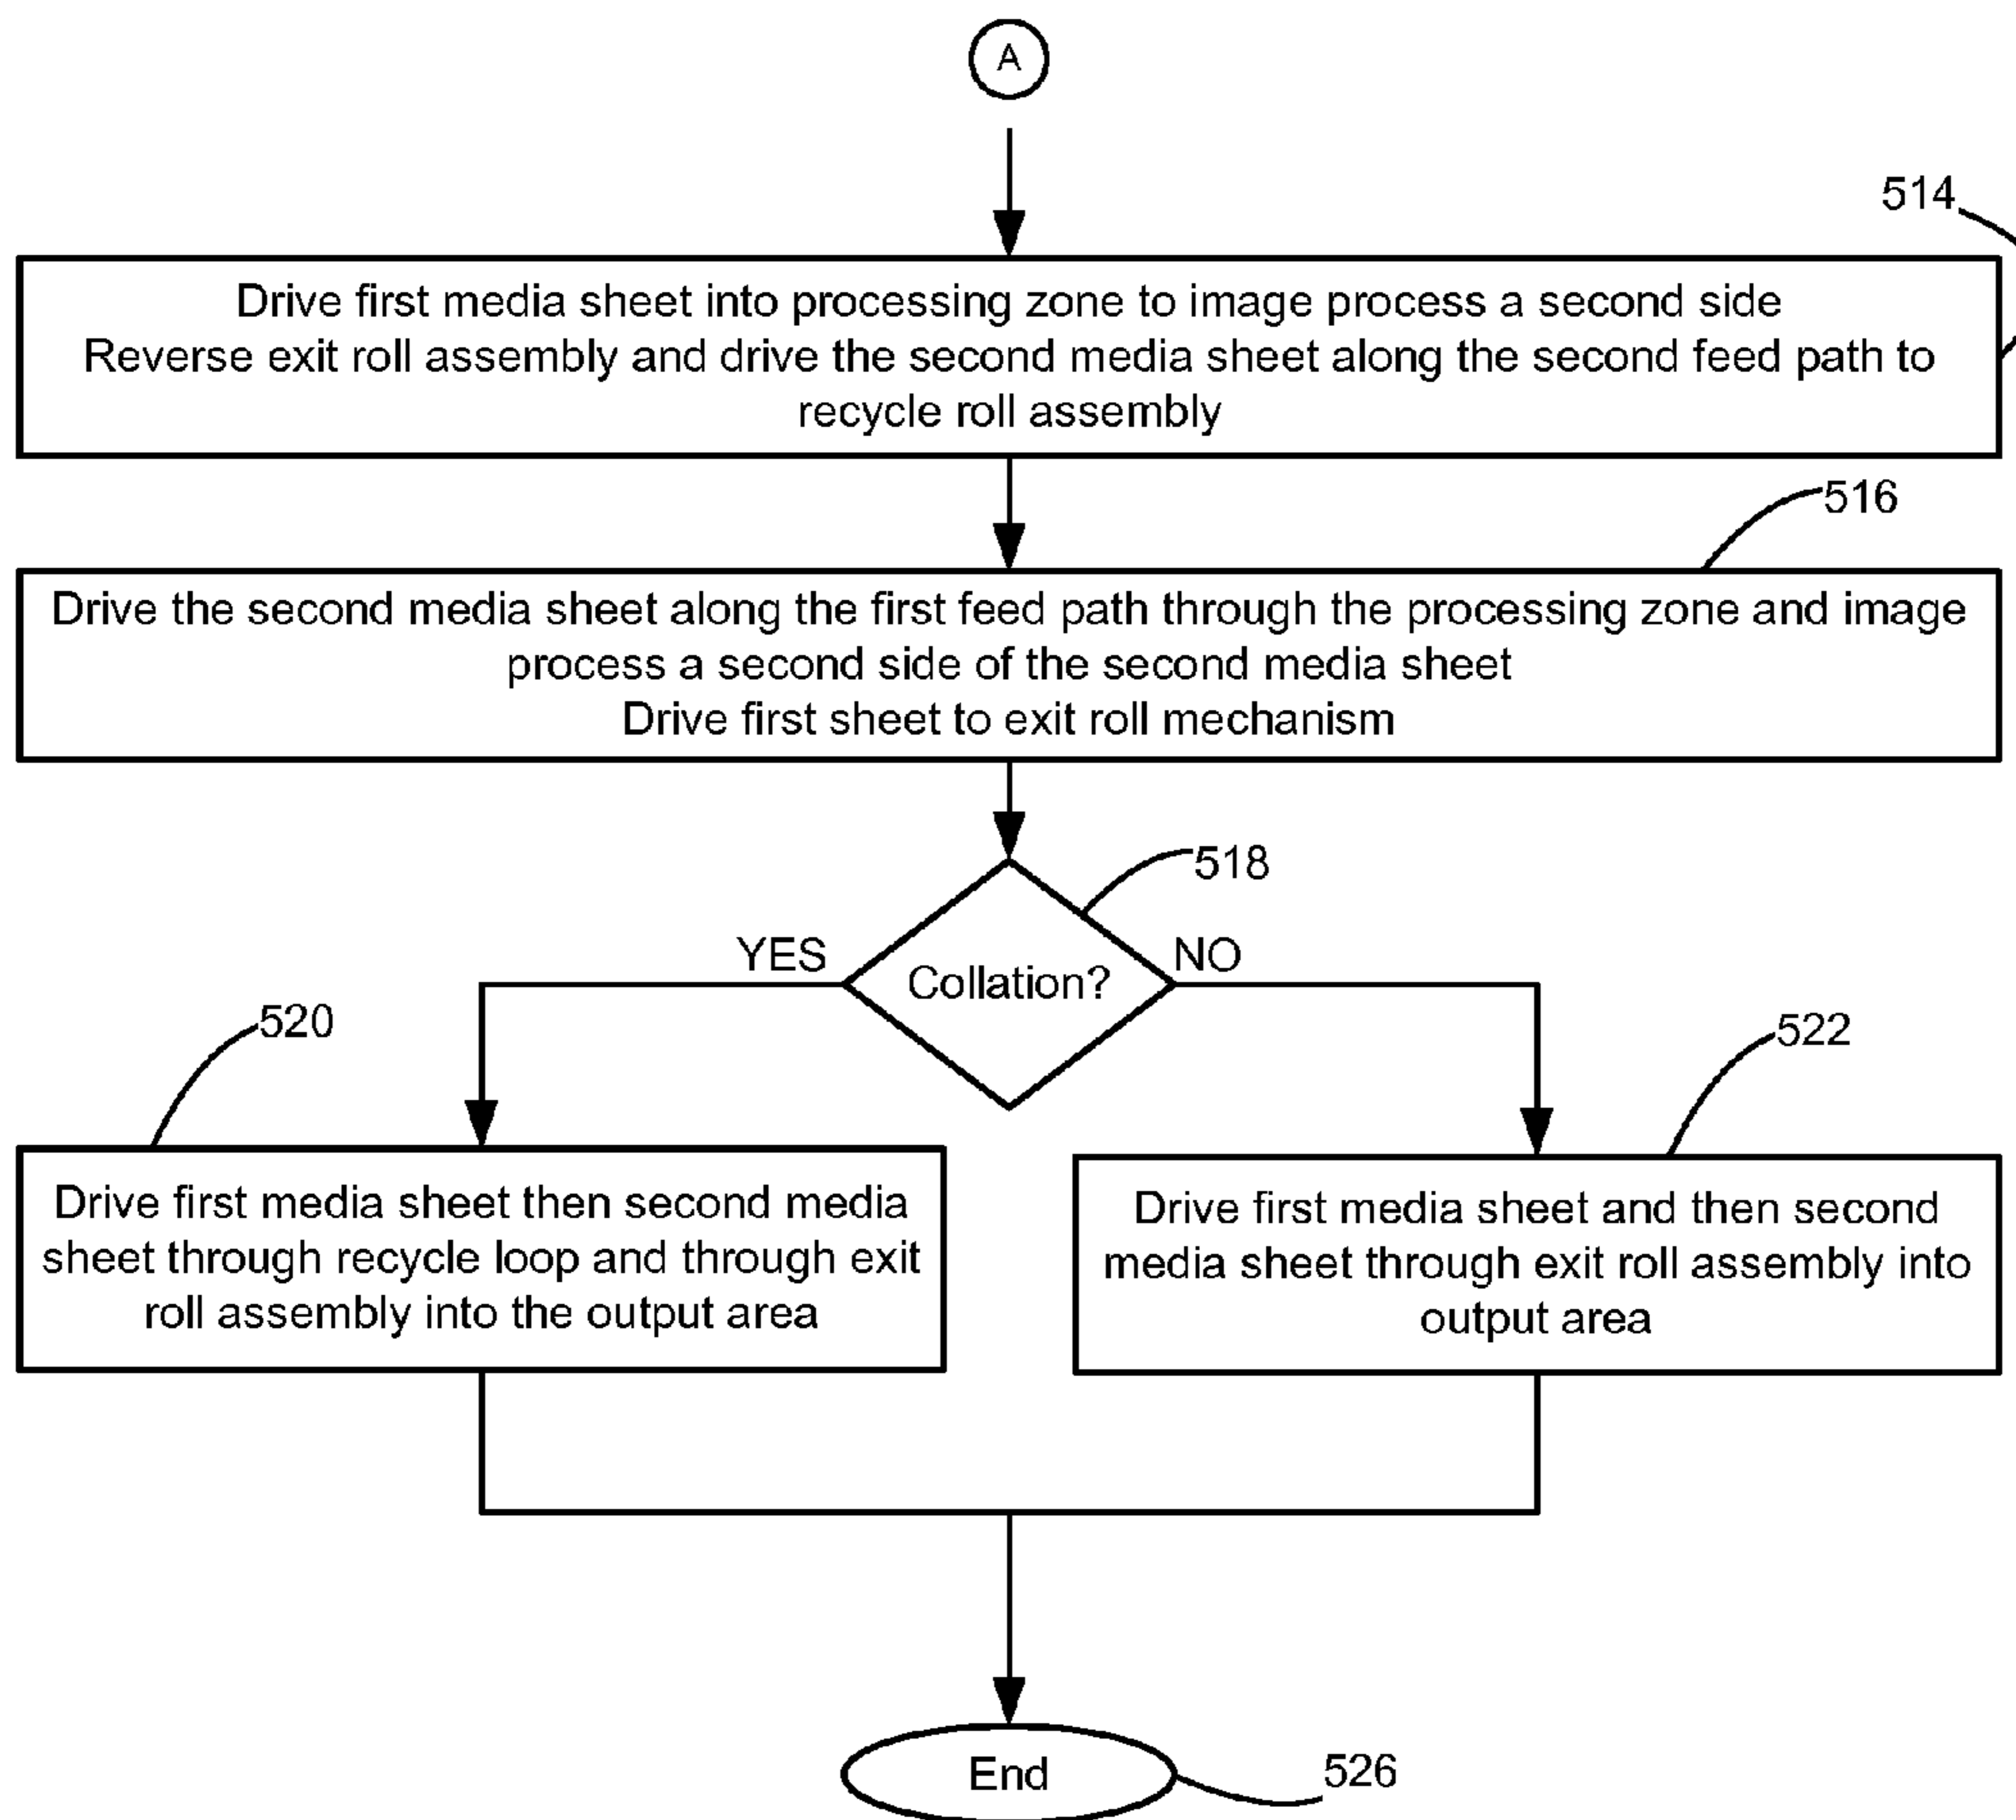 A
514
Drive first media sheet into processing zone to image process a second side
Reverse exit roll assembly and drive the second media sheet along the second feed path to
recycle roll assembly
516
Drive the second media sheet along the first feed path through the processing zone and image
process a second side of the second media sheet
Drive first sheet to exit roll mechanism
518
YES
Collation?
NO
520
522
Drive first media sheet then second media
sheet through recycle loop and through exit
roll assembly into the output area
Drive first media sheet and then second
media sheet through exit roll assembly into
output area
End
526